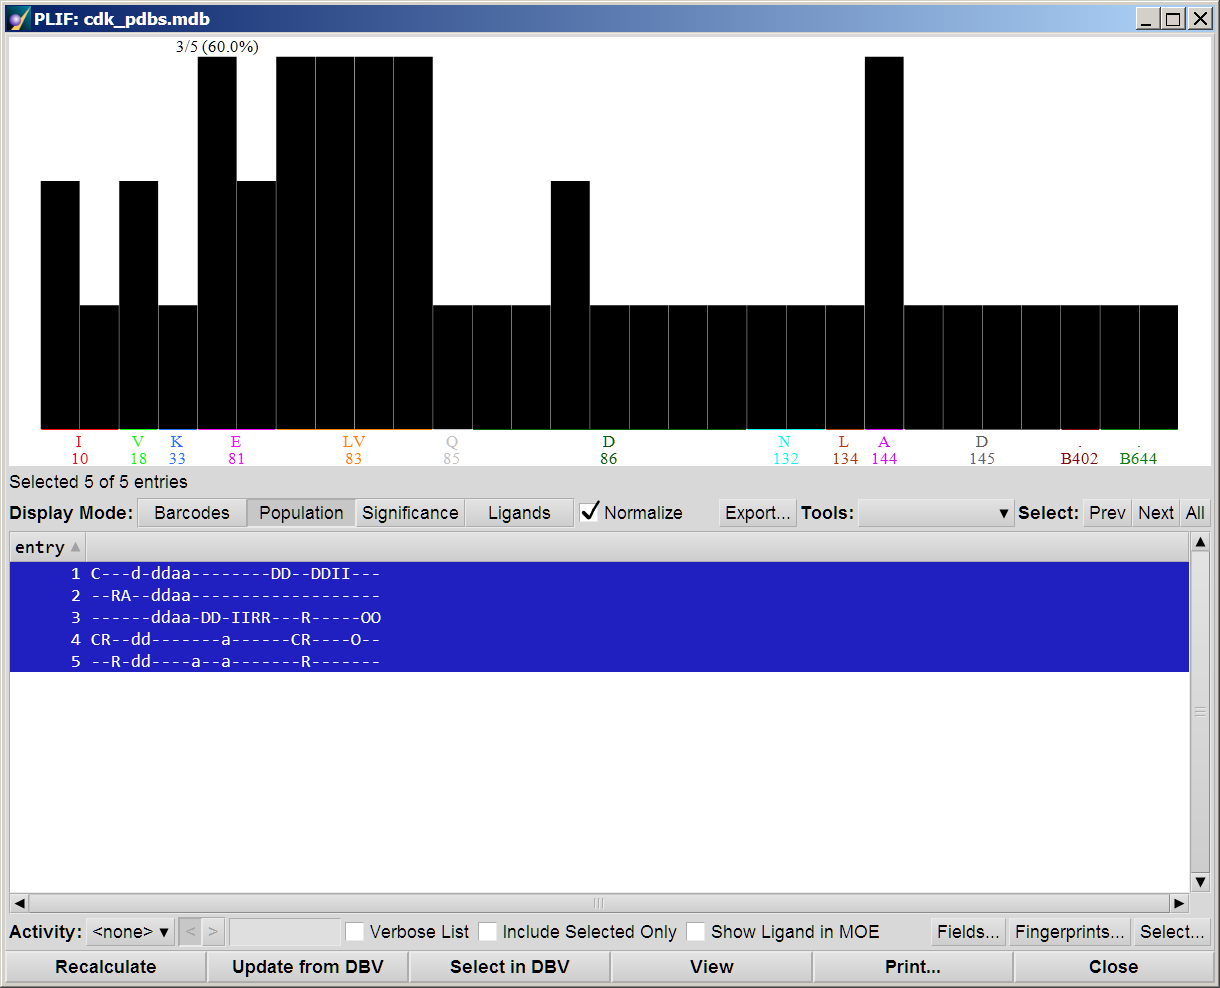 PLIF: cdk_pdbs.mdb
3/5 (60.0%)
I V K E LV Q D N L A D . .
10 18 33 81 83 85 86 132 134 144 145 B402 B644
Selected 5 of 5 entries
Display Mode: Barcodes Population Significance Ligands Normalize Export... Tools: Select: Prev Next All
entry
1 C---d-ddaa--------DD--DDII---
2 --RA--ddaa-------------------
3 ------ddaa-DD-IIRR---R-----OO
4 CR--dd-------a------CR----O--
5 --R-dd----a--a-------R-------
Activity: <none> < > Verbose List Include Selected Only Show Ligand in MOE Fields... Fingerprints... Select...
Recalculate Update from DBV Select in DBV View Print... Close